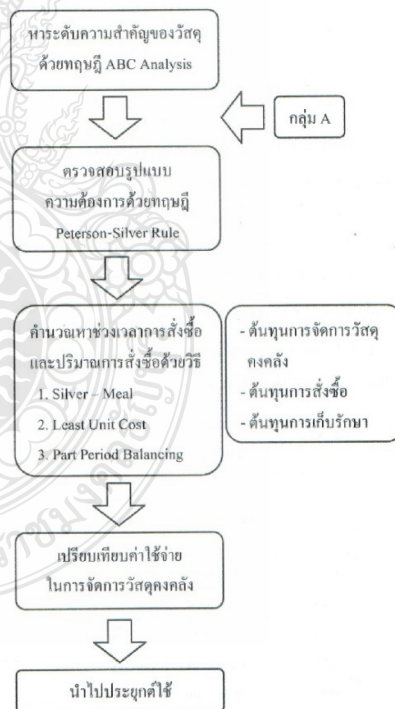 หาระดับความสำคัญของวัสดุ
ด้วยทฤษฎี ABC Analysis
กลุ่ม A
ตรวจสอบรูปแบบ
ความต้องการด้วยทฤษฎี
Peterson-Silver Rule
คำนวณหาช่วงเวลาการสั่งซื้อ
และปริมาณการสั่งซื้อด้วยวิธี
1. Silver – Meal
2. Least Unit Cost
3. Part Period Balancing
- ต้นทุนการจัดการวัสดุ
คงคลัง
- ต้นทุนการสั่งซื้อ
- ต้นทุนการเก็บรักษา
เปรียบเทียบค่าใช้จ่าย
ในการจัดการวัสดุคงคลัง
นำไปประยุกต์ใช้